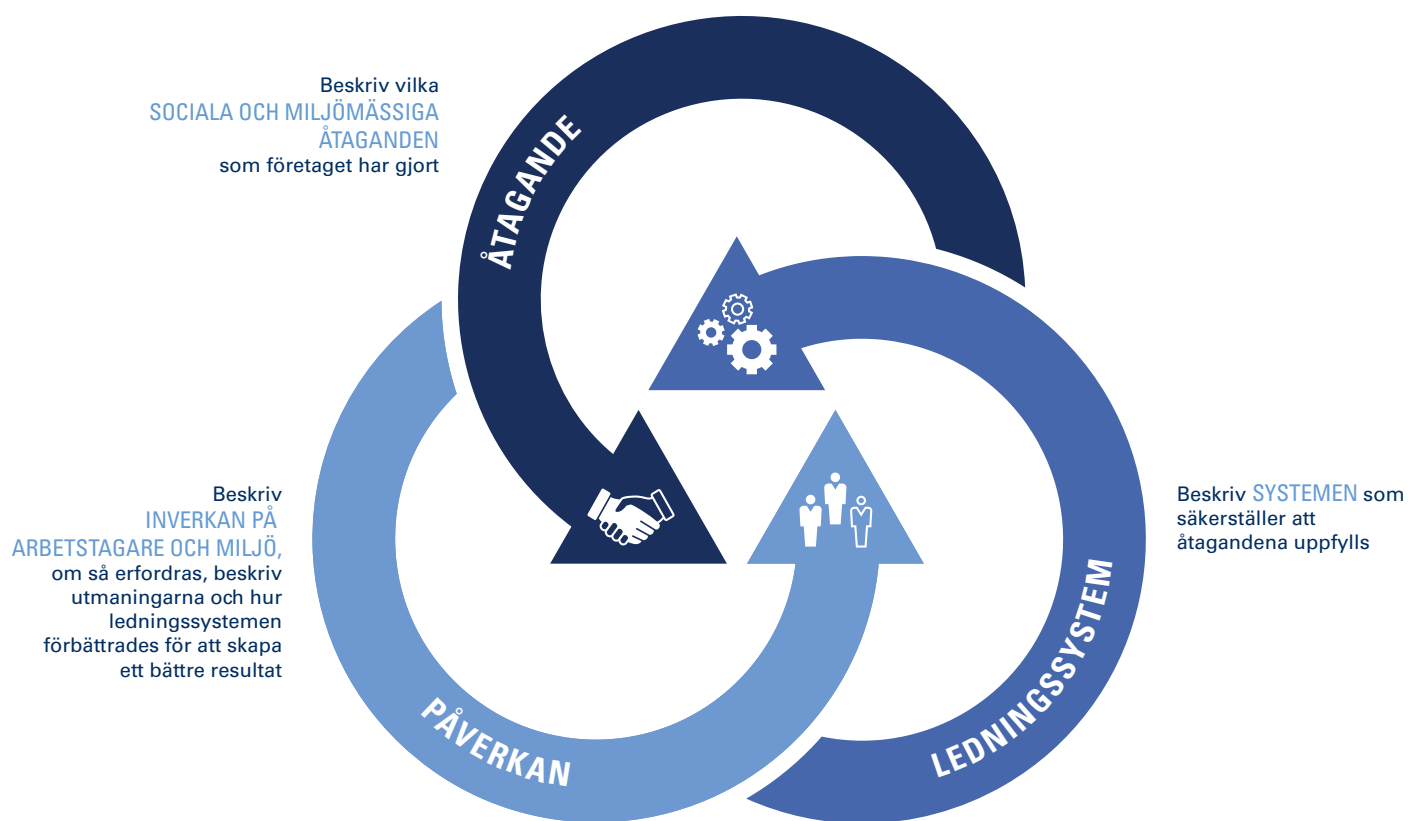 Beskriv vilka
SOCIALA OCH MILJÖMÄSSIGA
ÅTAGANDEN
som företaget har gjort
ÅTAGANDE
Beskriv SYSTEMEN som
säkerställer att
åtagandena uppfylls
LEDNINGSSYSTEM
Beskriv
INVERKAN PÅ
ARBETSTAGARE OCH MILJÖ,
om så erfordras, beskriv
utmaningarna och hur
ledningssystemen
förbättrades för att skapa
ett bättre resultat
PÅVERKAN